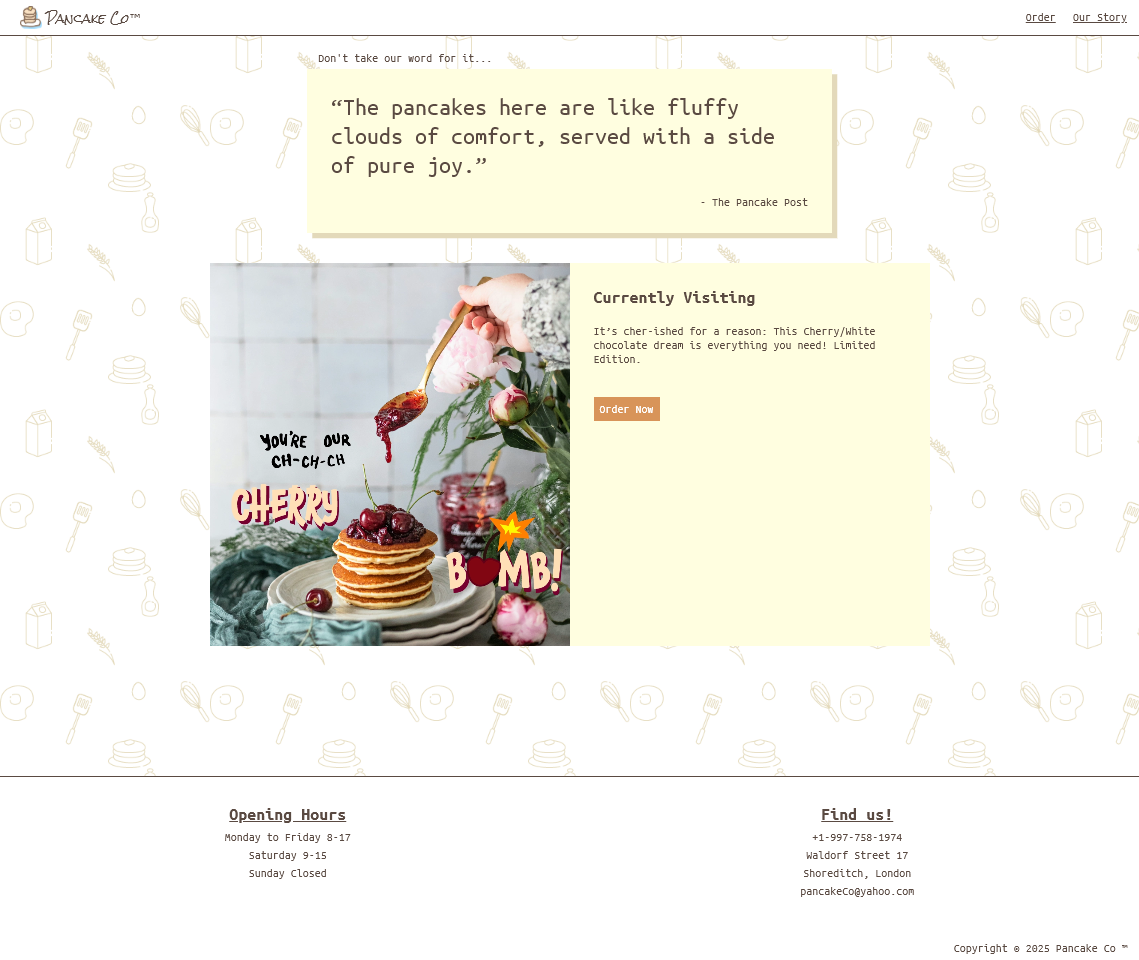 Pancake Co™
Order
Our Story
Don't take our word for it...
“The pancakes here are like fluffy
clouds of comfort, served with a side
of pure joy.”
- The Pancake Post
YOU'RE OUR
CH-CH-CH
CHERRY
BOMB!
Currently Visiting
It’s cher-ished for a reason: This Cherry/White
chocolate dream is everything you need! Limited
Edition.
Order Now
Opening Hours
Monday to Friday 8-17
Saturday 9-15
Sunday Closed
Find us!
+1-997-758-1974
Waldorf Street 17
Shoreditch, London
pancakeCo@yahoo.com
Copyright © 2025 Pancake Co ™